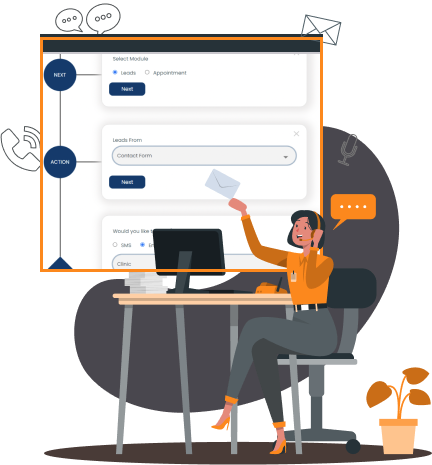 Select Module
NEXT
Leads Appointment
Next
Leads From
Contact Form
ACTION
Next
Would you like
SMS
Clinic